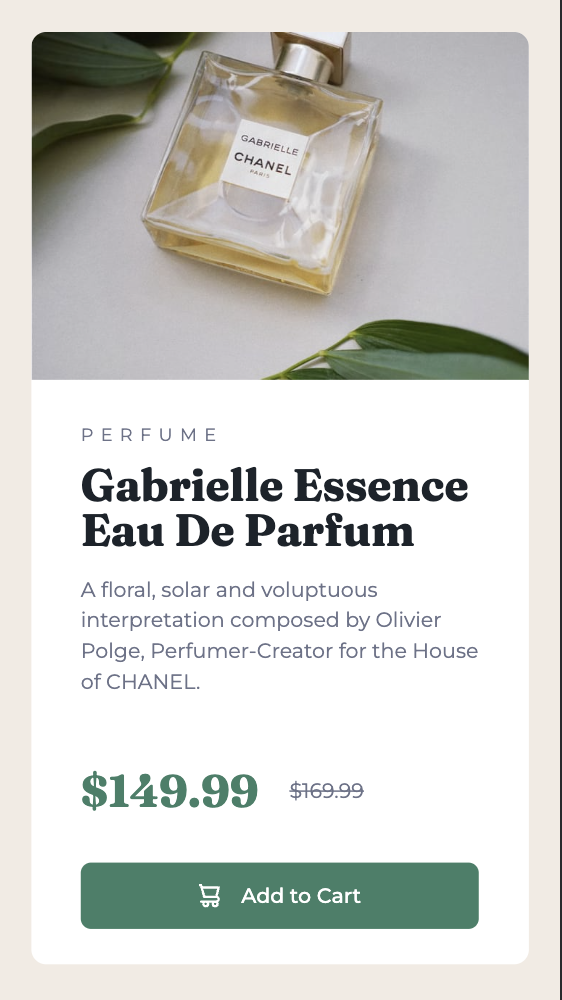 GABRIELLE
CHANEL
PARIS
PERFUME
Gabrielle Essence
Eau De Parfum
A floral, solar and voluptuous
interpretation composed by Olivier
Polge, Perfumer-Creator for the House
of CHANEL.
$149.99 $169.99
Add to Cart